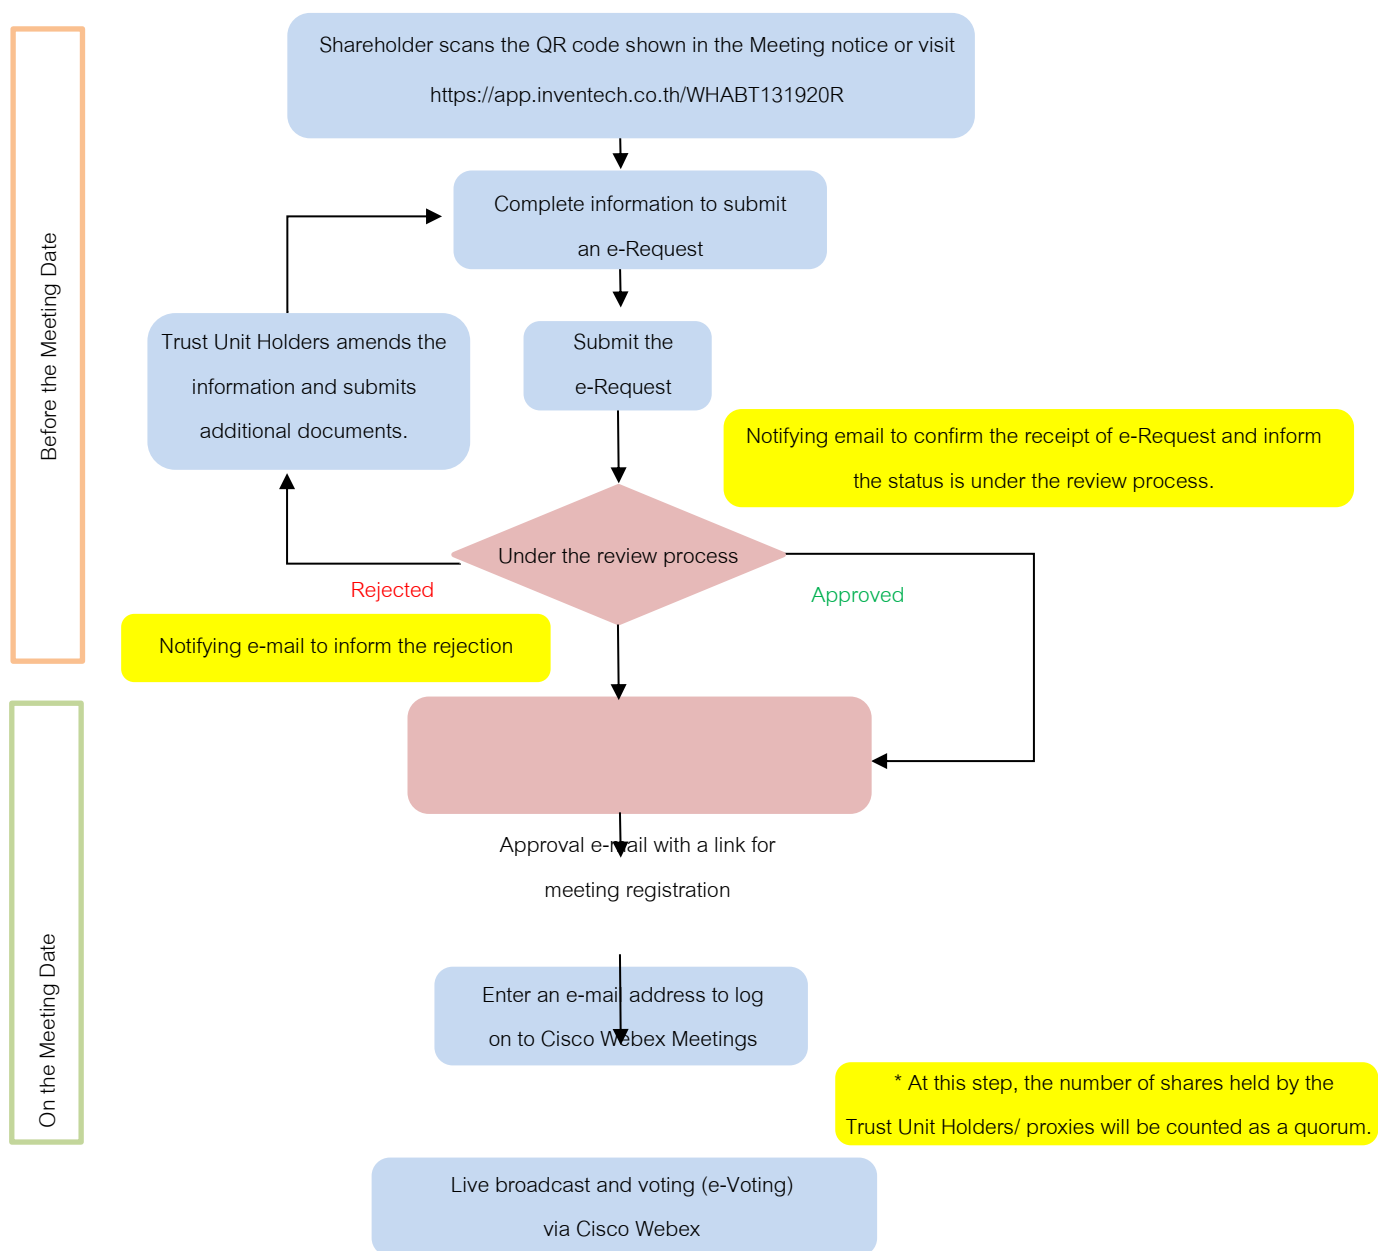 Shareholder scans the QR code shown in the Meeting notice or visit
https://app.inventech.co.th/WHABT131920R
Before the Meeting Date
Complete information to submit
an e-Request
Trust Unit Holders amends the
information and submits
additional documents.
Submit the
e-Request
Notifying email to confirm the receipt of e-Request and inform
the status is under the review process.
Under the review process
Rejected
Approved
Notifying e-mail to inform the rejection
On the Meeting Date
Approval e-mail with a link for
meeting registration
Enter an e-mail address to log
on to Cisco Webex Meetings
* At this step, the number of shares held by the
Trust Unit Holders/ proxies will be counted as a quorum.
Live broadcast and voting (e-Voting)
via Cisco Webex